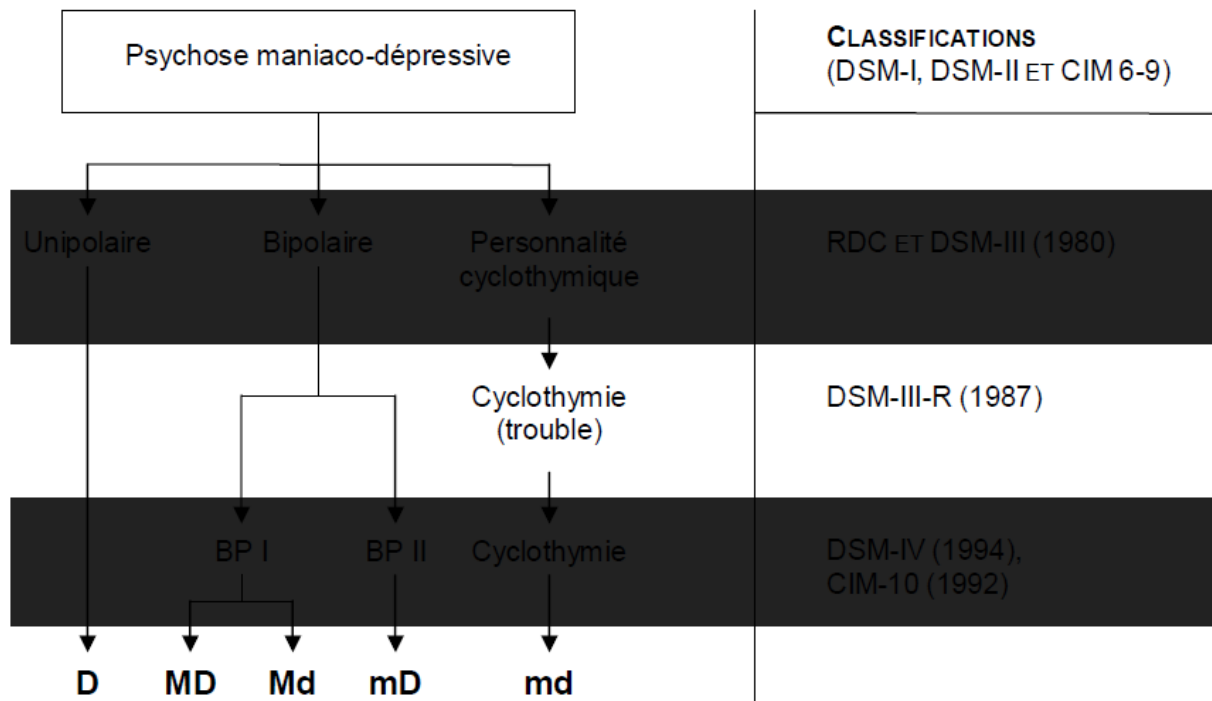 Psychose maniaco-dépressive
CLASSIFICATIONS
(DSM-I, DSM-II ET CIM 6-9)
Unipolaire
Bipolaire
Personnalité
cyclothymique
RDC ET DSM-III (1980)
Cyclothymie
(trouble)
DSM-III-R (1987)
BP I
BP II
Cyclothymie
DSM-IV (1994),
CIM-10 (1992)
D
MD
Md
mD
md